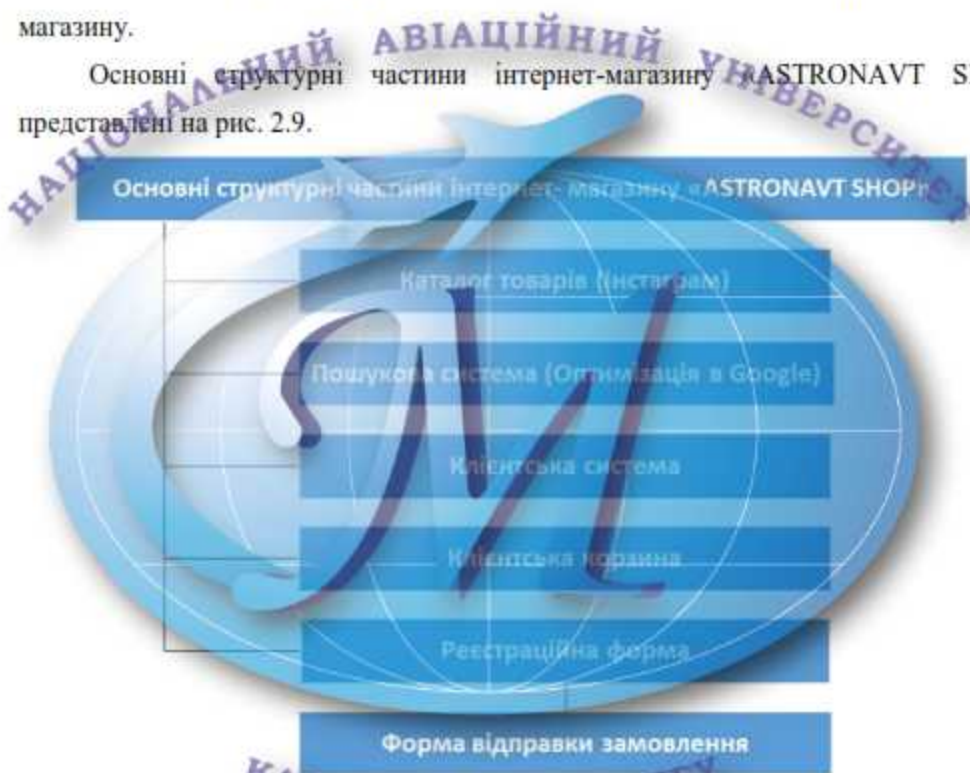 магазину.
Основні структурні частини інтернет-магазину «ASTRONAVT
представлені на рис. 2.9.
НАЦІОНАЛЬНИЙ АВІАЦІЙНИЙ УНІВЕРСИТЕТ
Основні структурні частини інтернет- магазину «ASTRONAVT SHOP»
Каталог товарів (Інстаграм)
Пошукова система (Оптимізація в Google)
Клієнтська система
Клієнтська корзина
Реєстраційна форма
Форма відправки замовлення